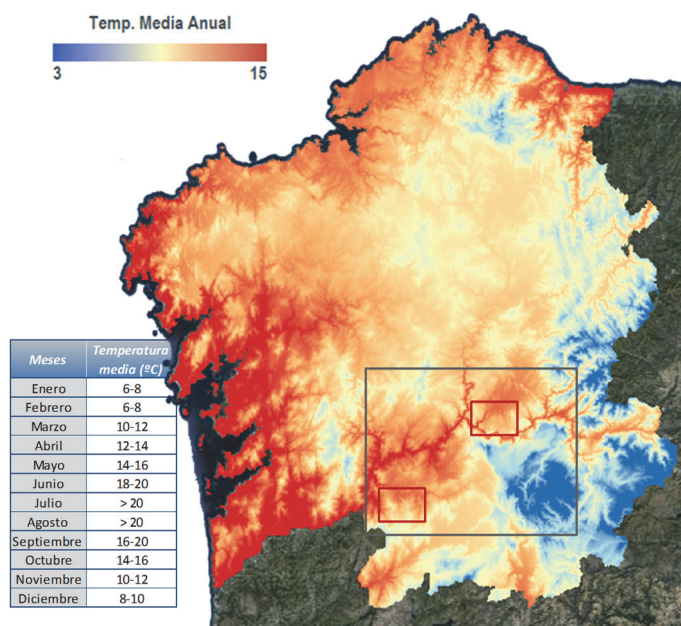 Temp. Media Anual
3 15
Meses Temperatura
media (ºC)
Enero 6-8
Febrero 6-8
Marzo 10-12
Abril 12-14
Mayo 14-16
Junio 18-20
Julio > 20
Agosto > 20
Septiembre 16-20
Octubre 14-16
Noviembre 10-12
Diciembre 8-10